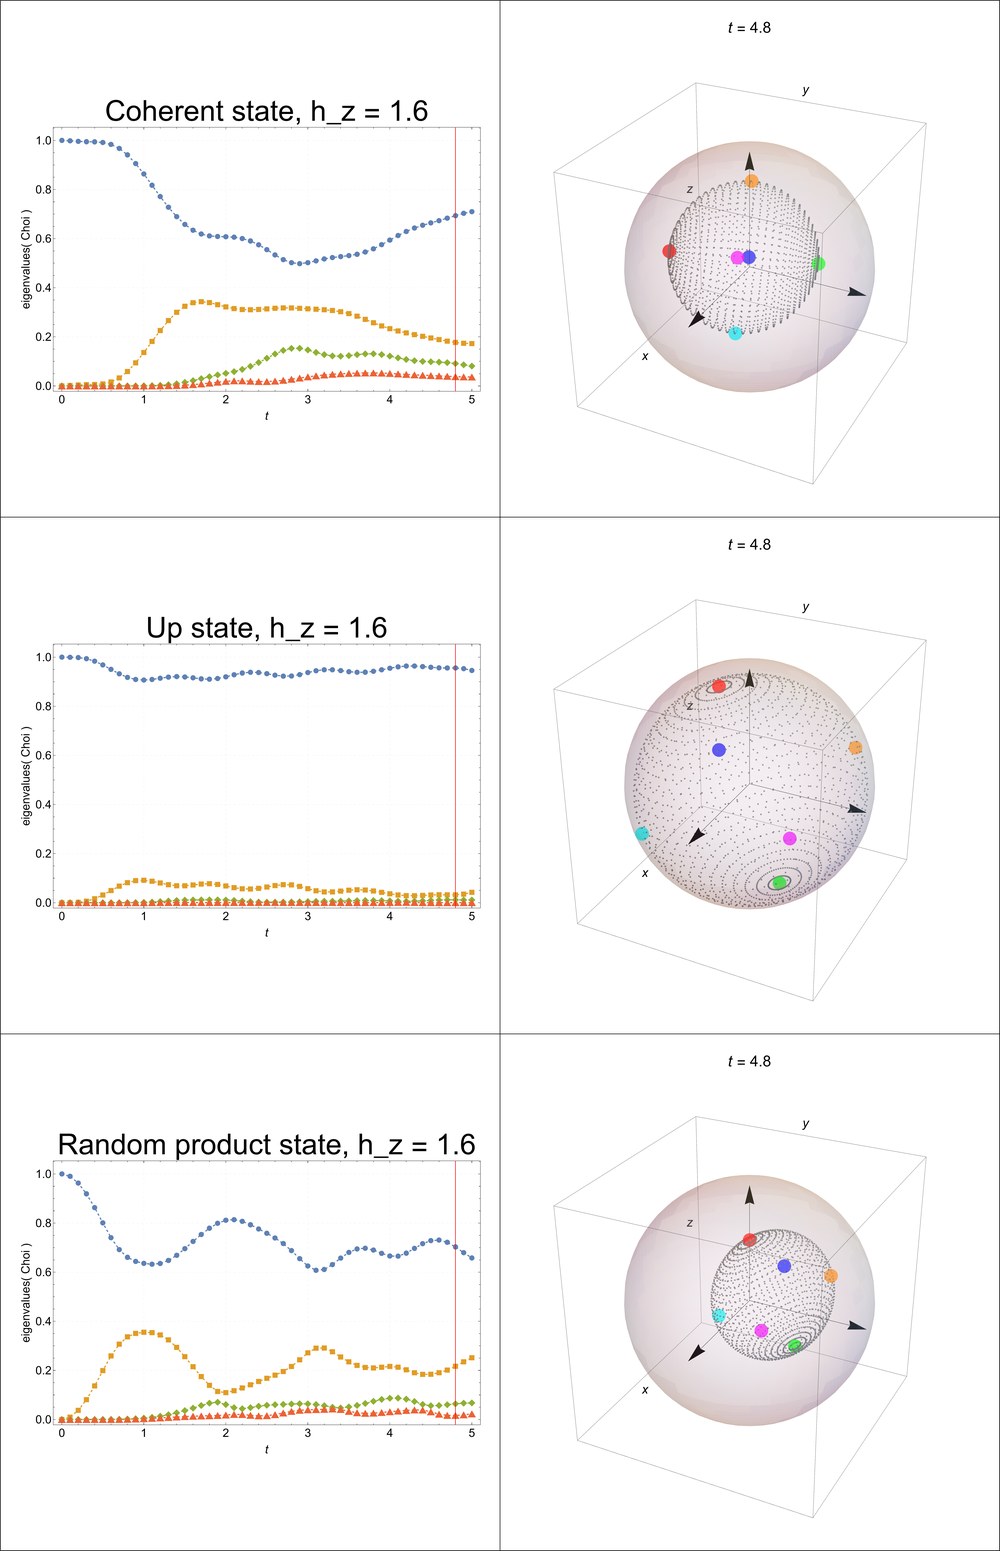 t = 4.8
Coherent state, h_z = 1.6
eigenvalues( Choi )
1.0
0.8
0.6
0.4
0.2
0.0
0 1 2 3 4 5
t
y
z
x
t = 4.8
Up state, h_z = 1.6
eigenvalues( Choi )
1.0
0.8
0.6
0.4
0.2
0.0
0 1 2 3 4 5
t
y
z
x
t = 4.8
Random product state, h_z = 1.6
eigenvalues( Choi )
1.0
0.8
0.6
0.4
0.2
0.0
0 1 2 3 4 5
t
y
z
x